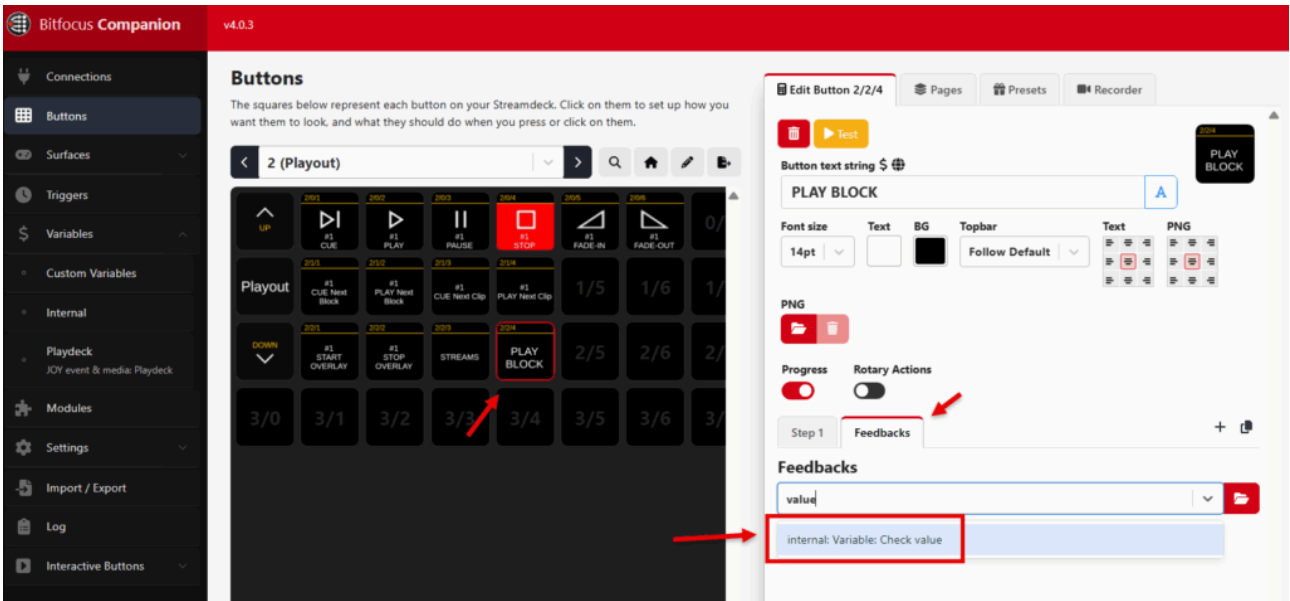 Bitfocus Companion
v4.0.3
Connections
Buttons
Surfaces
Triggers
Variables
Custom Variables
Internal
Playdeck
JOY event & media: Playdeck
Modules
Settings
Import / Export
Log
Interactive Buttons
Buttons
The squares below represent each button on your Streamdeck. Click on them to set up how you
want them to look, and what they should do when you press or click on them.
2 (Playout)
UP
2/0/1
#1
CUE
2/0/2
#1
PLAY
2/0/3
#1
PAUSE
2/0/4
#1
STOP
2/0/5
#1
FADE-IN
2/0/6
#1
FADE-OUT
0/
Playout
2/1/1
#1
CUE Next
Block
2/1/2
#1
PLAY Next
Block
2/1/3
#1
CUE Next Clip
2/1/4
#1
PLAY Next Clip
1/5
1/6
1/
DOWN
2/2/1
#1
START
OVERLAY
2/2/2
#1
STOP
OVERLAY
2/2/3
STREAMS
2/2/4
PLAY
BLOCK
2/5
2/6
2/
3/0
3/1
3/2
3/3
3/4
3/5
3/6
3/
Edit Button 2/2/4
Pages
Presets
Recorder
Test
2/2/4
PLAY
BLOCK
Button text string $
PLAY BLOCK
A
Font size
Text
BG
Topbar
Text
PNG
14pt
Follow Default
PNG
Progress
Rotary Actions
Step 1
Feedbacks
Feedbacks
value
internal: Variable: Check value